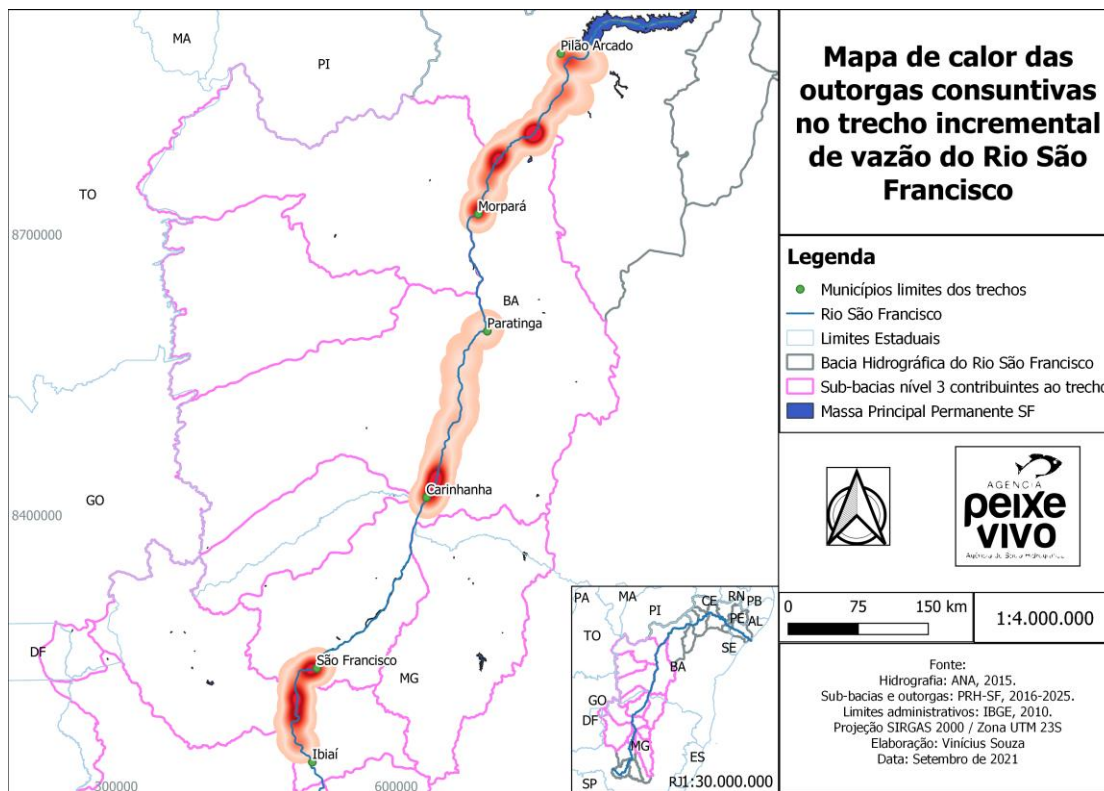 MA
PI
Pilão Arcado
TO
Morpará
8700000
BA
Paratinga
GO
Carinhanha
8400000
DF
São Francisco
MG
Ibiaí
300000
600000
Mapa de calor das
outorgas consuntivas
no trecho incremental
de vazão do Rio São
Francisco
Legenda
Municípios limites dos trechos
Rio São Francisco
Limites Estaduais
Bacia Hidrográfica do Rio São Francisco
Sub-bacias nível 3 contribuintes ao trecho
Massa Principal Permanente SF
AGENCIA
peixe
vivo
0 75 150 km
1:4.000.000
PA
MA
CE
RN
PB
PI
PE
AL
TO
SE
BA
GO
DF
MG
ES
SP
RJ
1:30.000.000
Fonte:
Hidrografia: ANA, 2015.
Sub-bacias e outorgas: PRH-SF, 2016-2025.
Limites administrativos: IBGE, 2010.
Projeção SIRGAS 2000 / Zona UTM 23S
Elaboração: Vinícius Souza
Data: Setembro de 2021